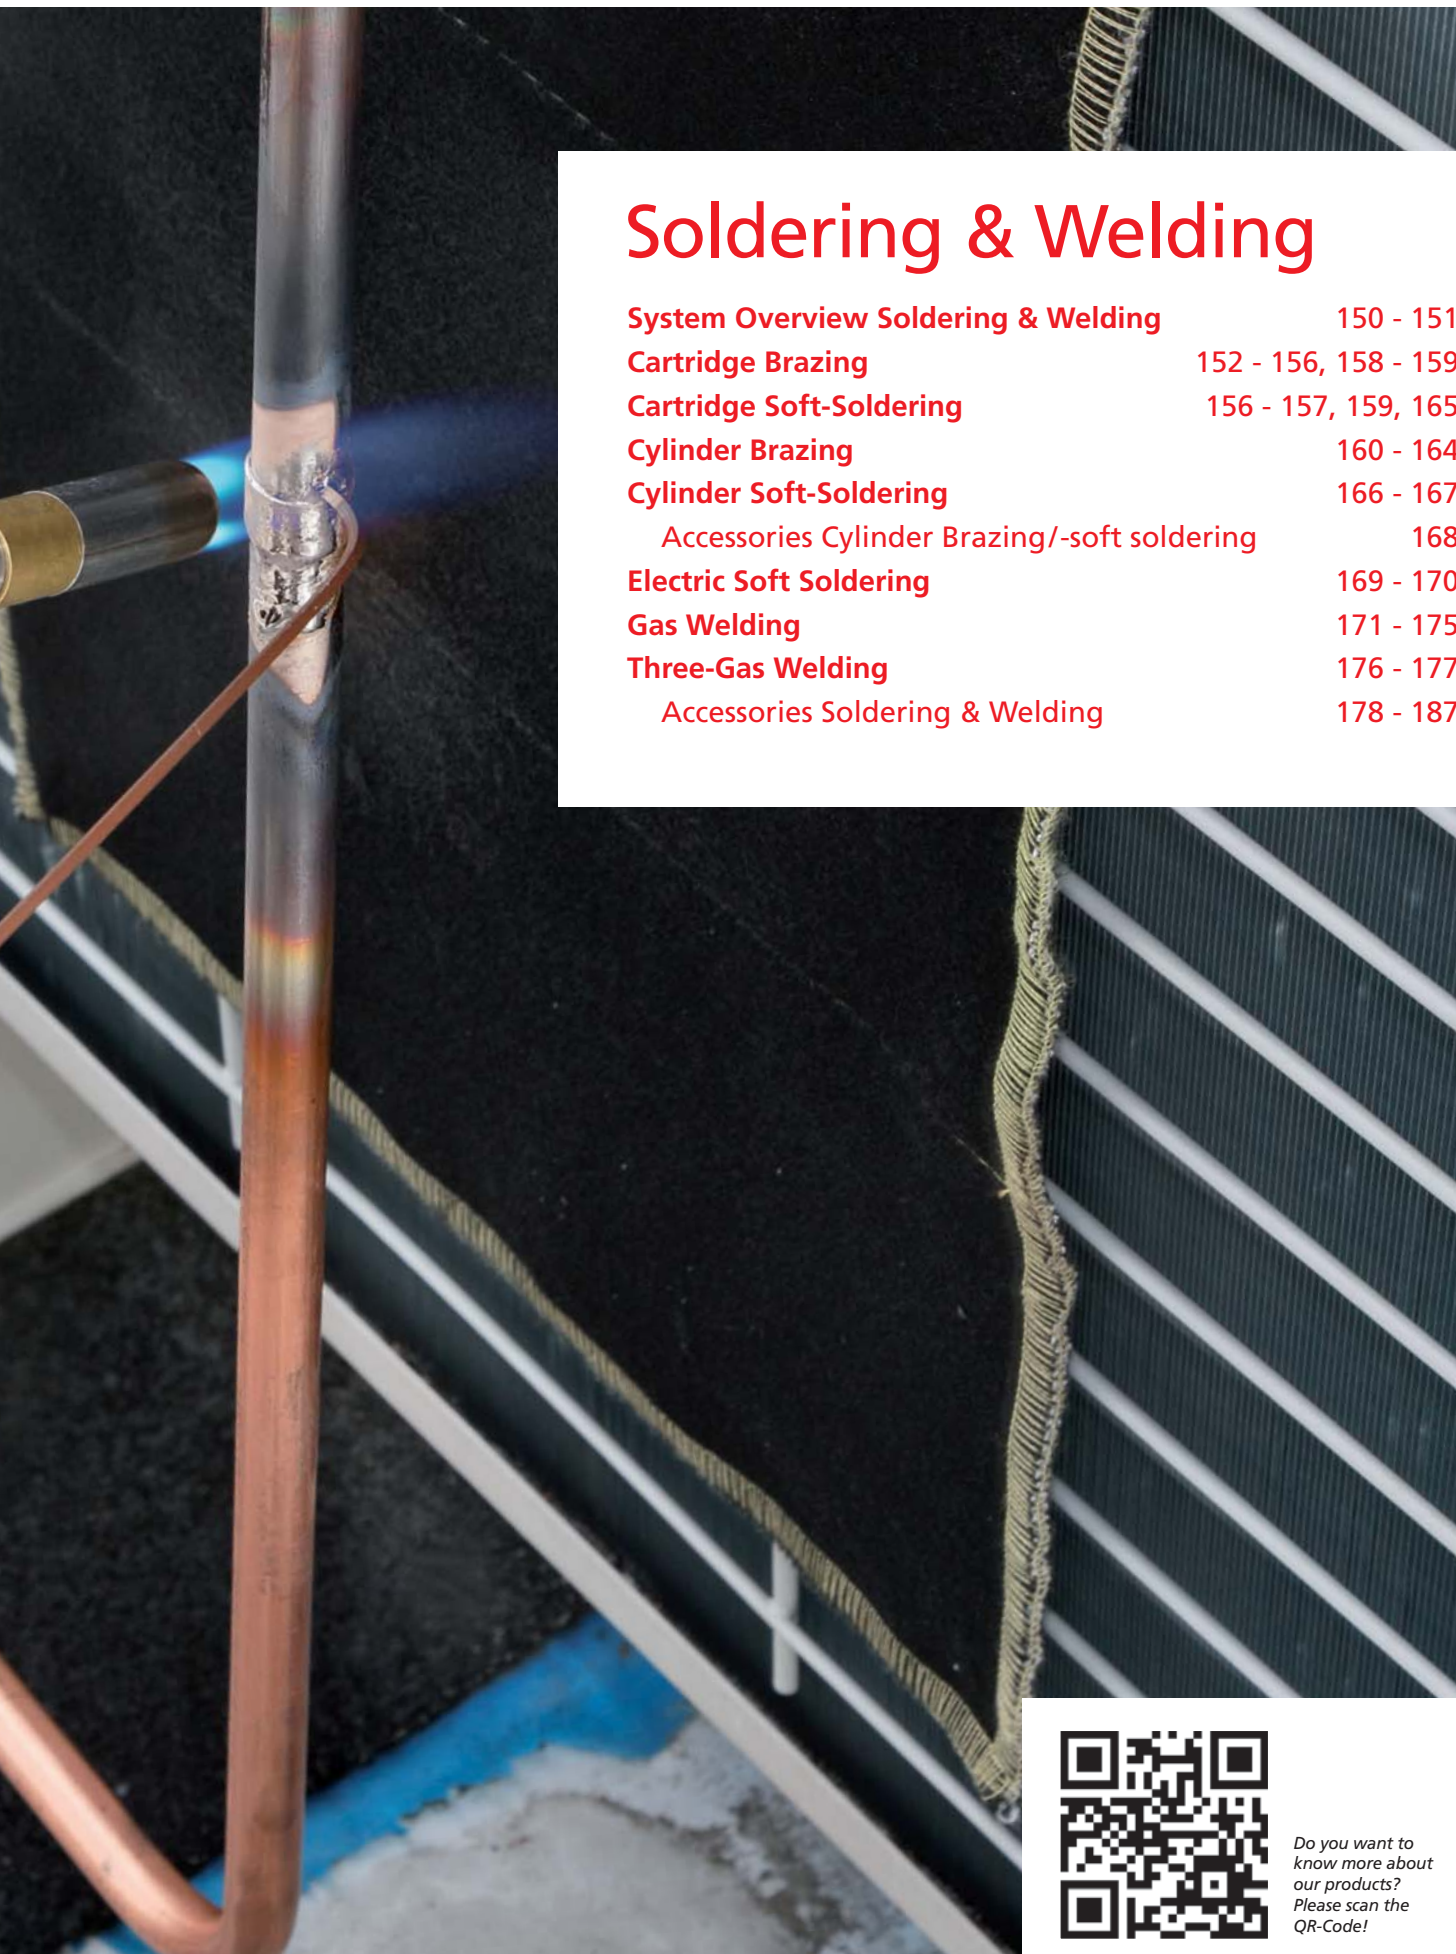 Soldering & Welding
System Overview Soldering & Welding 150 - 151
Cartridge Brazing 152 - 156, 158 - 159
Cartridge Soft-Soldering 156 - 157, 159, 165
Cylinder Brazing 160 - 164
Cylinder Soft-Soldering 166 - 167
Accessories Cylinder Brazing/-soft soldering 168
Electric Soft Soldering 169 - 170
Gas Welding 171 - 175
Three-Gas Welding 176 - 177
Accessories Soldering & Welding 178 - 187
Do you want to
know more about
our products?
Please scan the
QR-Code!